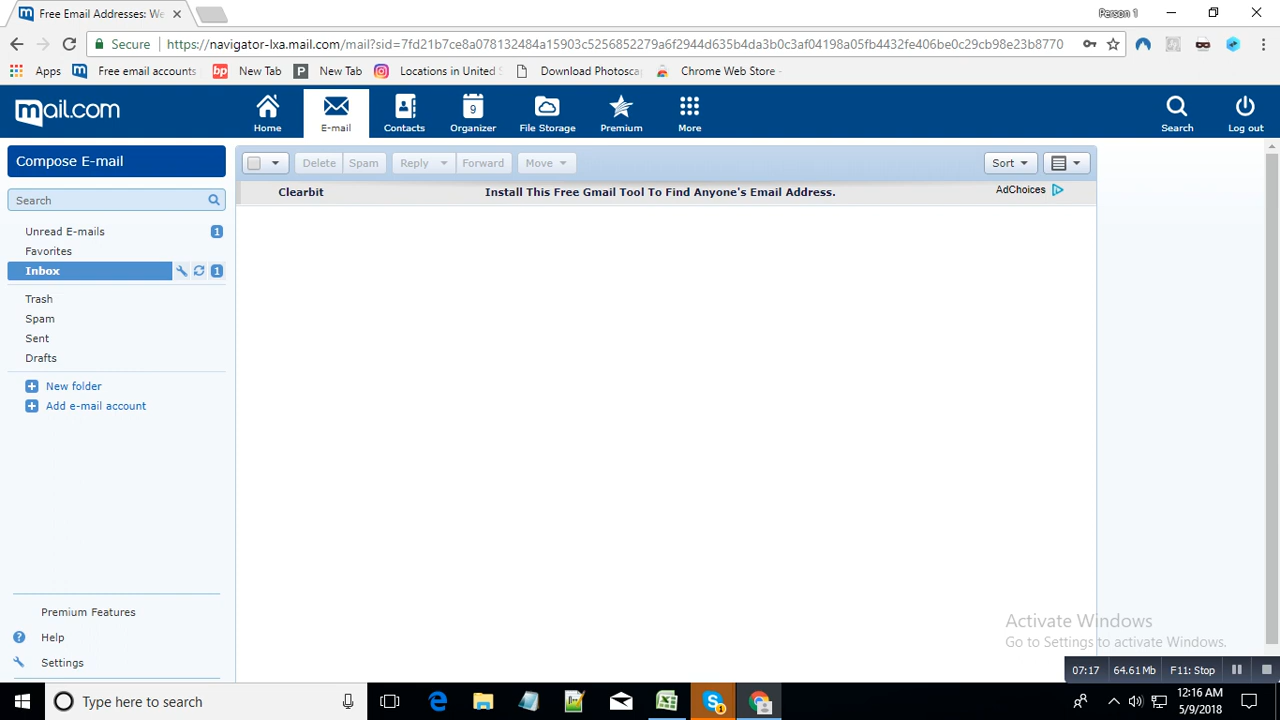 Free Email Addresses: We
Person 1
Secure
https://navigator-lxa.mail.com/mail?sid=7fd21b7ce8a078132484a15903c5256852279a6f2944d635b4da3b0c3af04198a05fb4432fe406be0c29cb98e23b8770
Apps
Free email accounts
bp
New Tab
P
New Tab
Locations in United S
Download Photosca
Chrome Web Store -
mail.com
Home
E-mail
Contacts
9
Organizer
File Storage
Premium
More
Search
Log out
Compose E-mail
Delete
Spam
Reply
Forward
Move
Sort
Search
Clearbit
Install This Free Gmail Tool To Find Anyone's Email Address.
AdChoices
Unread E-mails
1
Favorites
Inbox
1
Trash
Spam
Sent
Drafts
New folder
Add e-mail account
Premium Features
Help
Settings
Activate Windows
Go to Settings to activate Windows.
07:17
64.61 Mb
F11: Stop
Type here to search
12:16 AM
5/9/2018